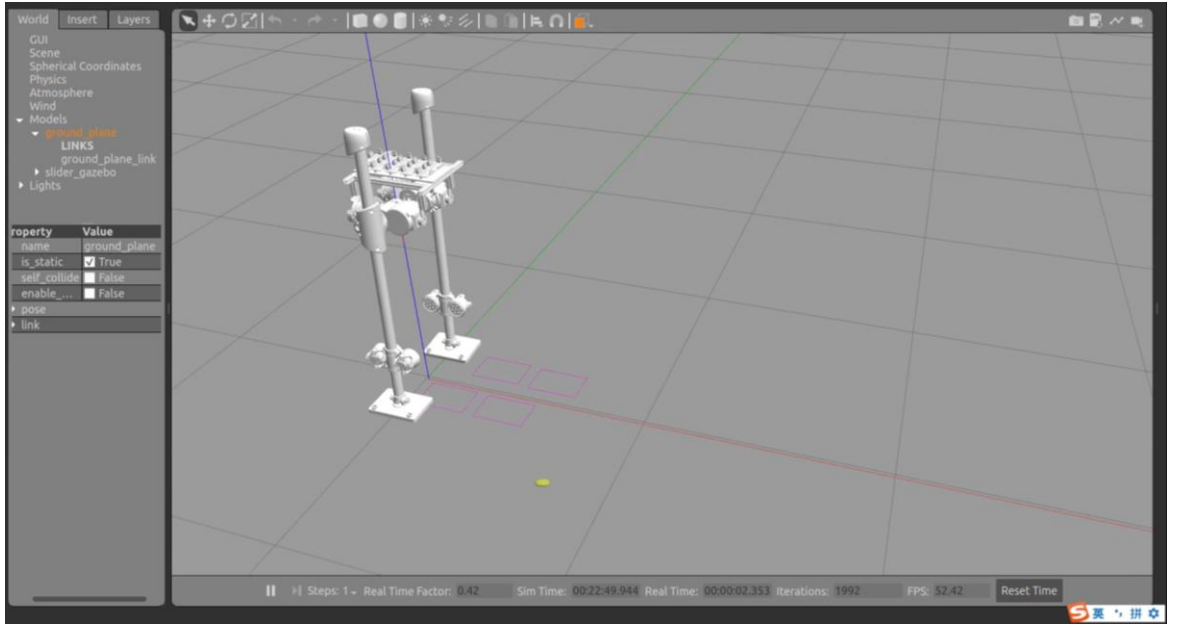 World Insert Layers
GUI
Scene
Spherical Coordinates
Physics
Atmosphere
Wind
Models
ground_plane
LINKS
ground_plane_link
slider_gazebo
Lights
roperty Value
name ground_plane
is_static True
self_collide False
enable_... False
pose
link
Steps: 1 Real Time Factor: 0.42 Sim Time: 00:22:49.944 Real Time: 00:00:02.353 Iterations: 1992 FPS: 52.42 Reset Time
S 英 拼